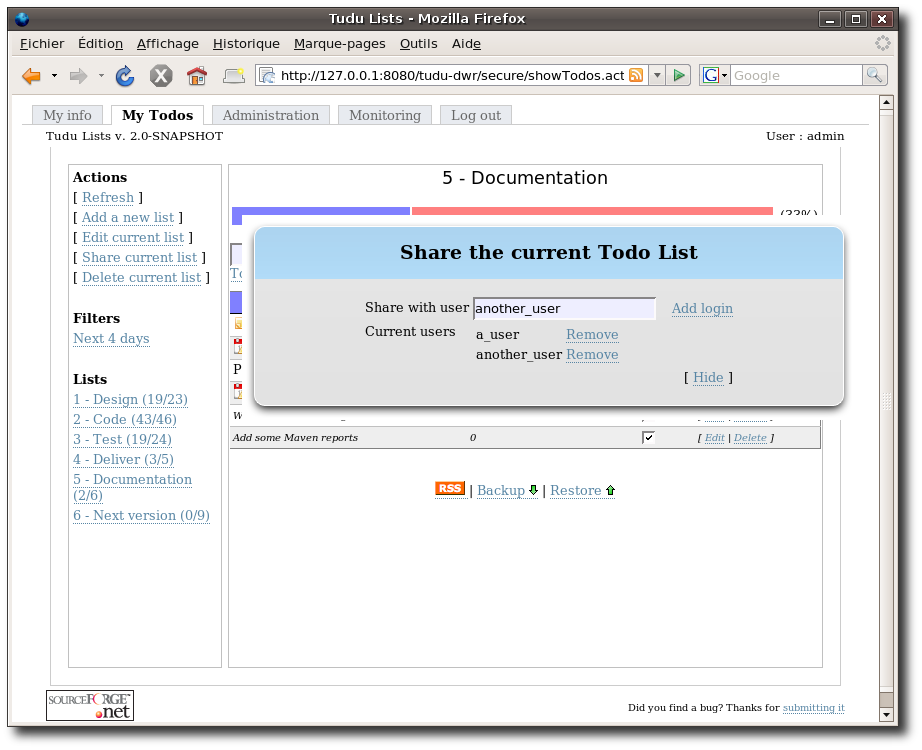 Tudu Lists - Mozilla Firefox
Fichier Édition Affichage Historique Marque-pages Outils Aide
http://127.0.0.1:8080/tudu-dwr/secure/showTodos.act
G Google
My info My Todos Administration Monitoring Log out
Tudu Lists v. 2.0-SNAPSHOT User : admin
Actions
[ Refresh ]
[ Add a new list ]
[ Edit current list ]
[ Share current list ]
[ Delete current list ]
Filters
Next 4 days
Lists
1 - Design (19/23)
2 - Code (43/46)
3 - Test (19/24)
4 - Deliver (3/5)
5 - Documentation
(2/6)
6 - Next version (0/9)
5 - Documentation
(33%)
Share the current Todo List
Share with user another_user Add login
Current users a_user Remove
another_user Remove
[ Hide ]
Add some Maven reports 0 [ Edit | Delete ]
RSS | Backup | Restore
SOURCEFORGE
.net
Did you find a bug? Thanks for submitting it